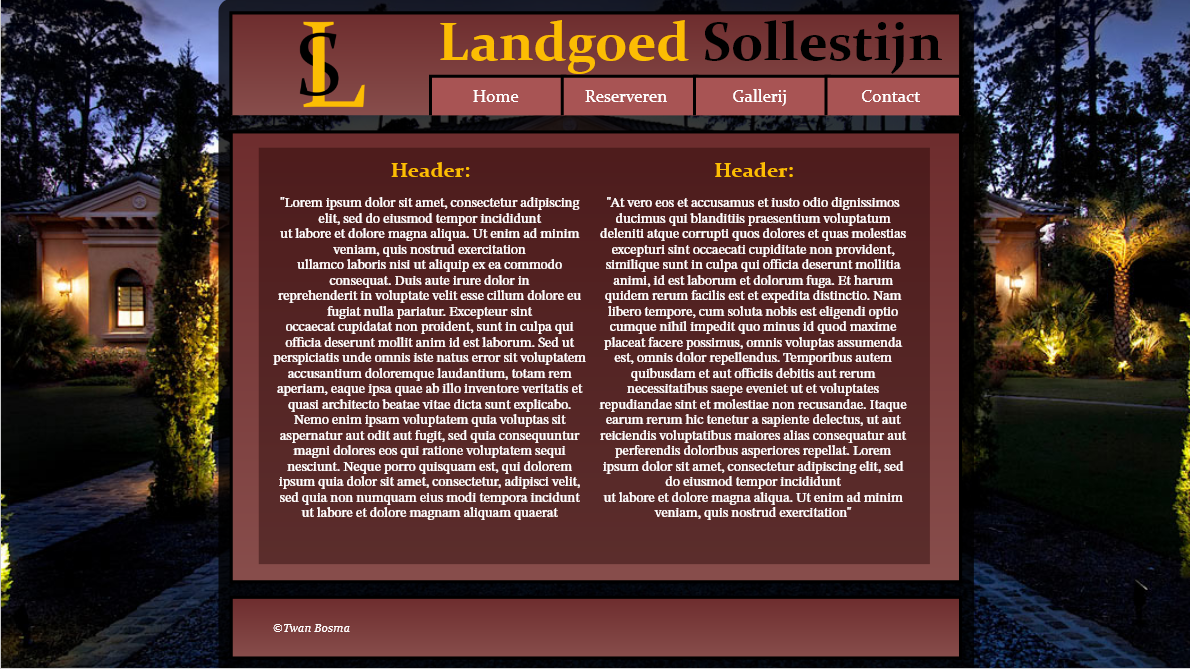 SL
Landgoed Sollestijn
Home Reserveren Gallerij Contact
Header:
"Lorem ipsum dolor sit amet, consectetur adipiscing
elit, sed do eiusmod tempor incididunt
ut labore et dolore magna aliqua. Ut enim ad minim
veniam, quis nostrud exercitation
ullamco laboris nisi ut aliquip ex ea commodo
consequat. Duis aute irure dolor in
reprehenderit in voluptate velit esse cillum dolore eu
fugiat nulla pariatur. Excepteur sint
occaecat cupidatat non proident, sunt in culpa qui
officia deserunt mollit anim id est laborum. Sed ut
perspiciatis unde omnis iste natus error sit voluptatem
accusantium doloremque laudantium, totam rem
aperiam, eaque ipsa quae ab illo inventore veritatis et
quasi architecto beatae vitae dicta sunt explicabo.
Nemo enim ipsam voluptatem quia voluptas sit
aspernatur aut odit aut fugit, sed quia consequuntur
magni dolores eos qui ratione voluptatem sequi
nesciunt. Neque porro quisquam est, qui dolorem
ipsum quia dolor sit amet, consectetur, adipisci velit,
sed quia non numquam eius modi tempora incidunt
ut labore et dolore magnam aliquam quaerat
Header:
"At vero eos et accusamus et iusto odio dignissimos
ducimus qui blanditiis praesentium voluptatum
deleniti atque corrupti quos dolores et quas molestias
excepturi sint occaecati cupiditate non provident,
similique sunt in culpa qui officia deserunt mollitia
animi, id est laborum et dolorum fuga. Et harum
quidem rerum facilis est et expedita distinctio. Nam
libero tempore, cum soluta nobis est eligendi optio
cumque nihil impedit quo minus id quod maxime
placeat facere possimus, omnis voluptas assumenda
est, omnis dolor repellendus. Temporibus autem
quibusdam et aut officiis debitis aut rerum
necessitatibus saepe eveniet ut et voluptates
repudiandae sint et molestiae non recusandae. Itaque
earum rerum hic tenetur a sapiente delectus, ut aut
reiciendis voluptatibus maiores alias consequatur aut
perferendis doloribus asperiores repellat. Lorem
ipsum dolor sit amet, consectetur adipiscing elit, sed
do eiusmod tempor incididunt
ut labore et dolore magna aliqua. Ut enim ad minim
veniam, quis nostrud exercitation"
©Twan Bosma